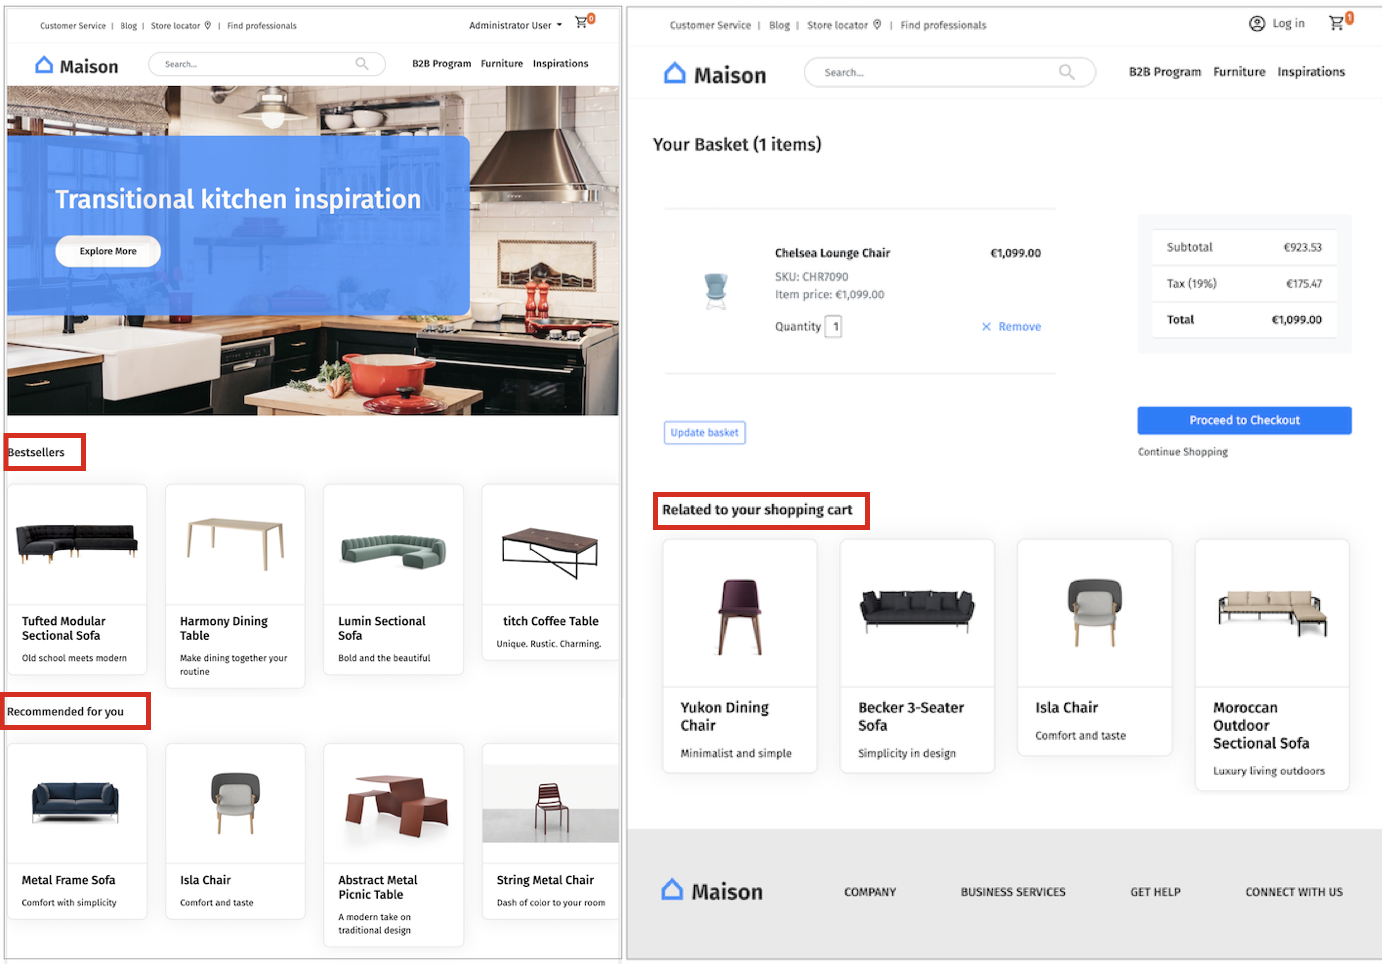 Customer Service | Blog | Store locator | Find professionals
Administrator User
0
Maison
Search...
B2B Program Furniture Inspirations
Transitional kitchen inspiration
Explore More
Bestsellers
Tufted Modular
Sectional Sofa
Old school meets modern
Harmony Dining
Table
Make dining together your
routine
Lumin Sectional
Sofa
Bold and the beautiful
titch Coffee Table
Unique. Rustic. Charming.
Recommended for you
Metal Frame Sofa
Comfort with simplicity
Isla Chair
Comfort and taste
Abstract Metal
Picnic Table
A modern take on
traditional design
String Metal Chair
Dash of color to your room
Customer Service | Blog | Store locator | Find professionals
Log in
1
Maison
Search...
B2B Program Furniture Inspirations
Your Basket (1 items)
Chelsea Lounge Chair €1,099.00
SKU: CHR7090
Item price: €1,099.00
Quantity 1
× Remove
Subtotal €923.53
Tax (19%) €175.47
Total €1,099.00
Update basket
Proceed to Checkout
Continue Shopping
Related to your shopping cart
Yukon Dining
Chair
Minimalist and simple
Becker 3-Seater
Sofa
Simplicity in design
Isla Chair
Comfort and taste
Moroccan
Outdoor
Sectional Sofa
Luxury living outdoors
Maison
COMPANY BUSINESS SERVICES GET HELP CONNECT WITH US